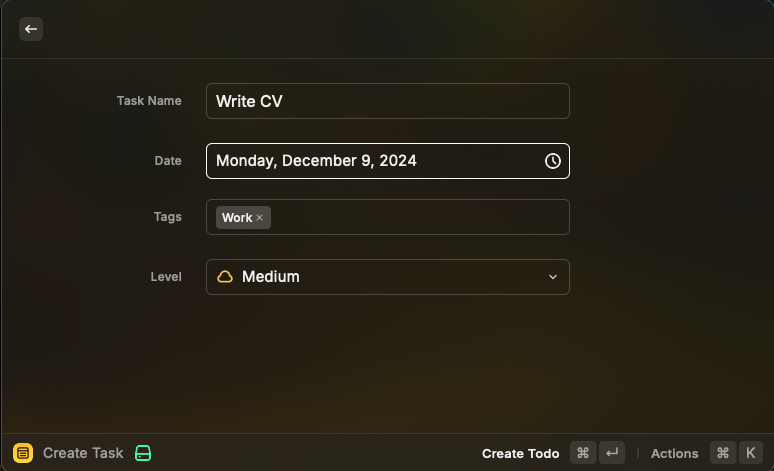 Task Name
Write CV
Date
Monday, December 9, 2024
Tags
Work ×
Level
Medium
Create Task
Create Todo ⌘ ↵
Actions ⌘ K